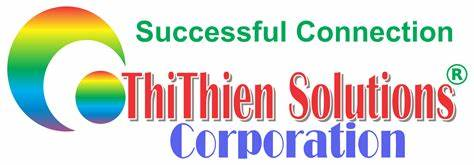 Successful Connection
ThiThien Solutions®
Corporation